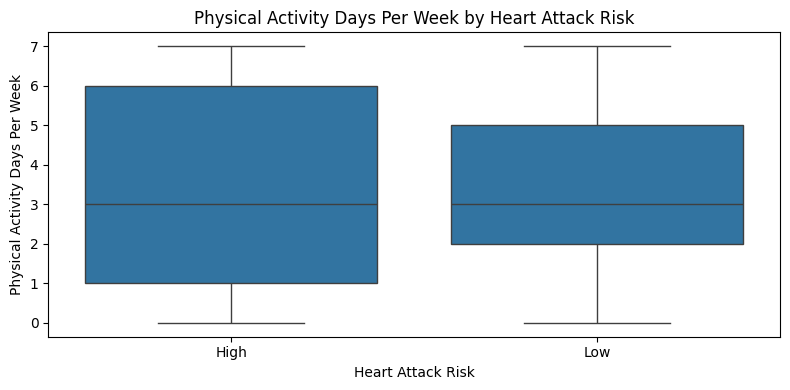 Physical Activity Days Per Week by Heart Attack Risk
Physical Activity Days Per Week
7
6
5
4
3
2
1
0
High Low
Heart Attack Risk